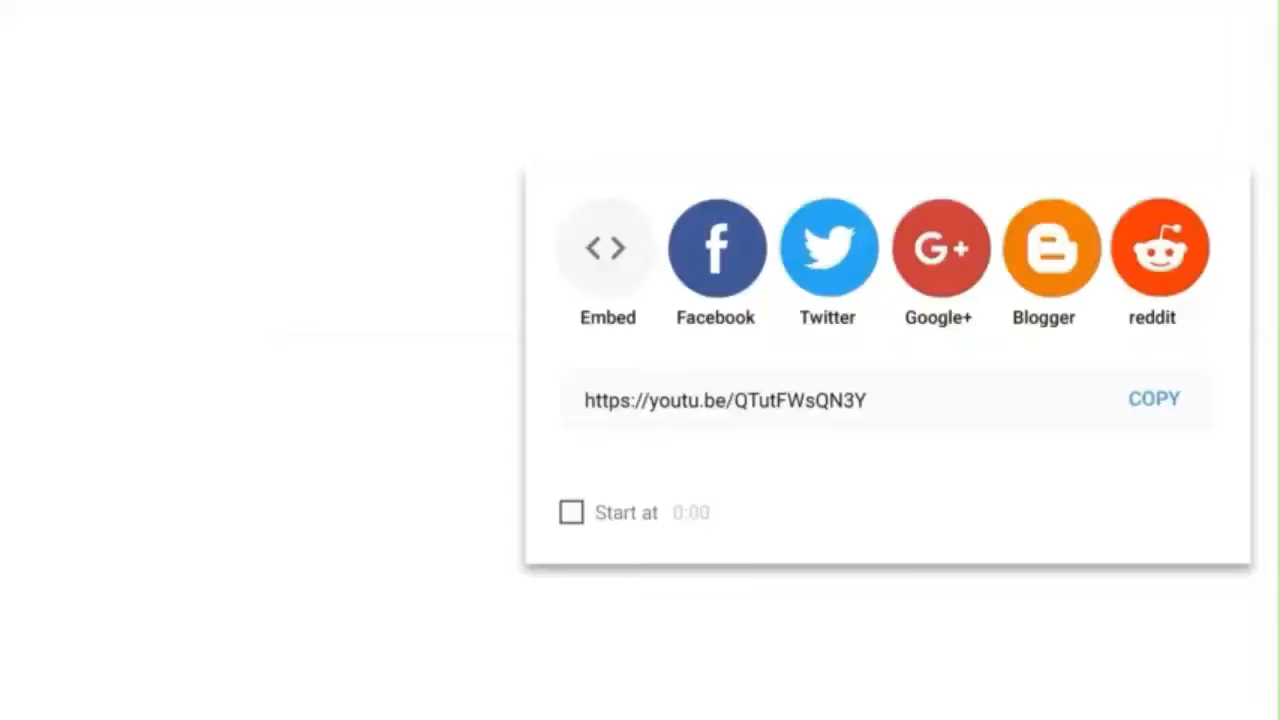 Embed Facebook Twitter Google+ Blogger reddit
https://youtu.be/QTutFWsQN3Y COPY
Start at 0:00